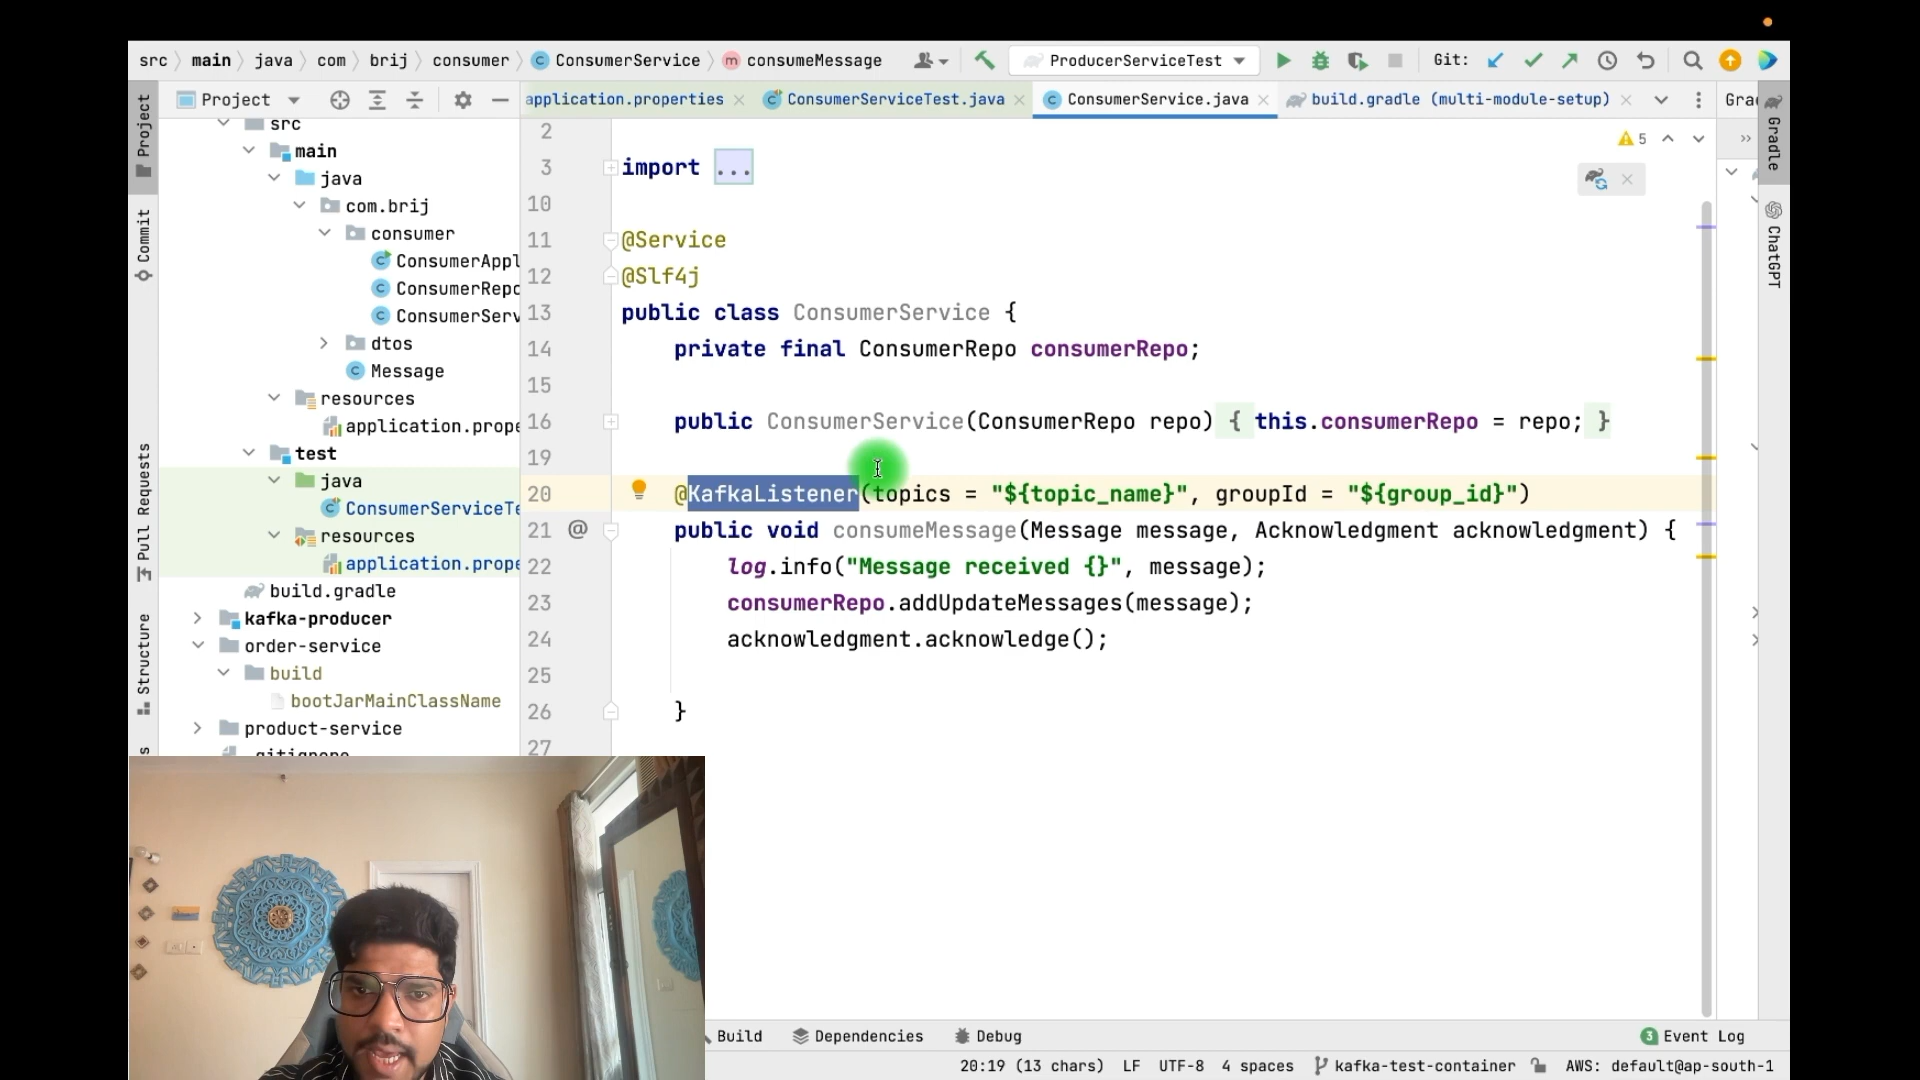 src main java com brij consumer ConsumerService consumeMessage ProducerServiceTest Git:
Project
application.properties ConsumerServiceTest.java ConsumerService.java build.gradle (multi-module-setup) Grad
src
main
java
com.brij
consumer
ConsumerAppl
ConsumerRepo
ConsumerServ
dtos
Message
resources
application.prope
test
java
ConsumerServiceTe
resources
application.prope
build.gradle
kafka-producer
order-service
build
bootJarMainClassName
product-service
.gitignore
Project
Commit
Pull Requests
Structure
2
3 import ...
10
11 @Service
12 @Slf4j
13 public class ConsumerService {
14 private final ConsumerRepo consumerRepo;
15
16 public ConsumerService(ConsumerRepo repo) { this.consumerRepo = repo; }
19
20 @KafkaListener(topics = "${topic_name}", groupId = "${group_id}")
21 public void consumeMessage(Message message, Acknowledgment acknowledgment) {
22 log.info("Message received {}", message);
23 consumerRepo.addUpdateMessages(message);
24 acknowledgment.acknowledge();
25
26 }
27
5
Gradle
ChatGPT
Build Dependencies Debug 3 Event Log
20:19 (13 chars) LF UTF-8 4 spaces kafka-test-container AWS: default@ap-south-1